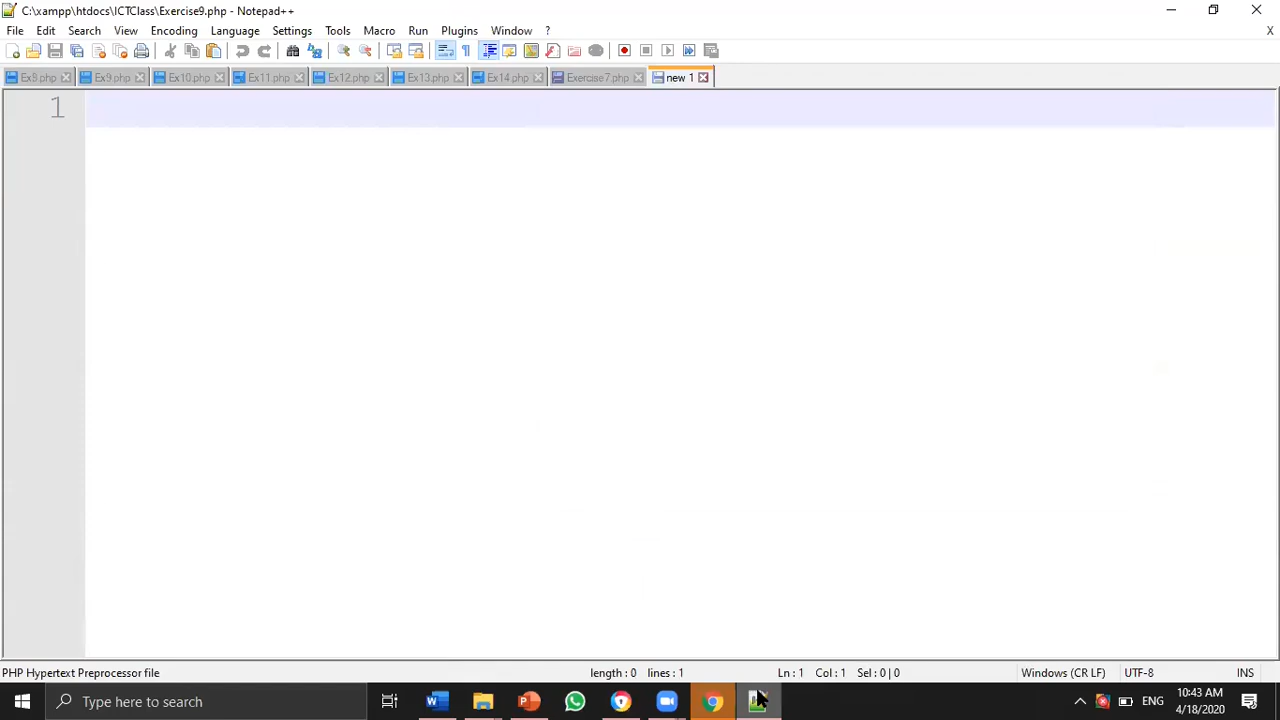 C:\xampp\htdocs\ICTClass\Exercise9.php - Notepad++
File Edit Search View Encoding Language Settings Tools Macro Run Plugins Window ?
X
Ex8.php Ex9.php Ex10.php Ex11.php Ex12.php Ex13.php Ex14.php Exercise7.php new 1
1
PHP Hypertext Preprocessor file length : 0 lines : 1 Ln : 1 Col : 1 Sel : 0 | 0 Windows (CR LF) UTF-8 INS
Type here to search
ENG
10:43 AM
4/18/2020